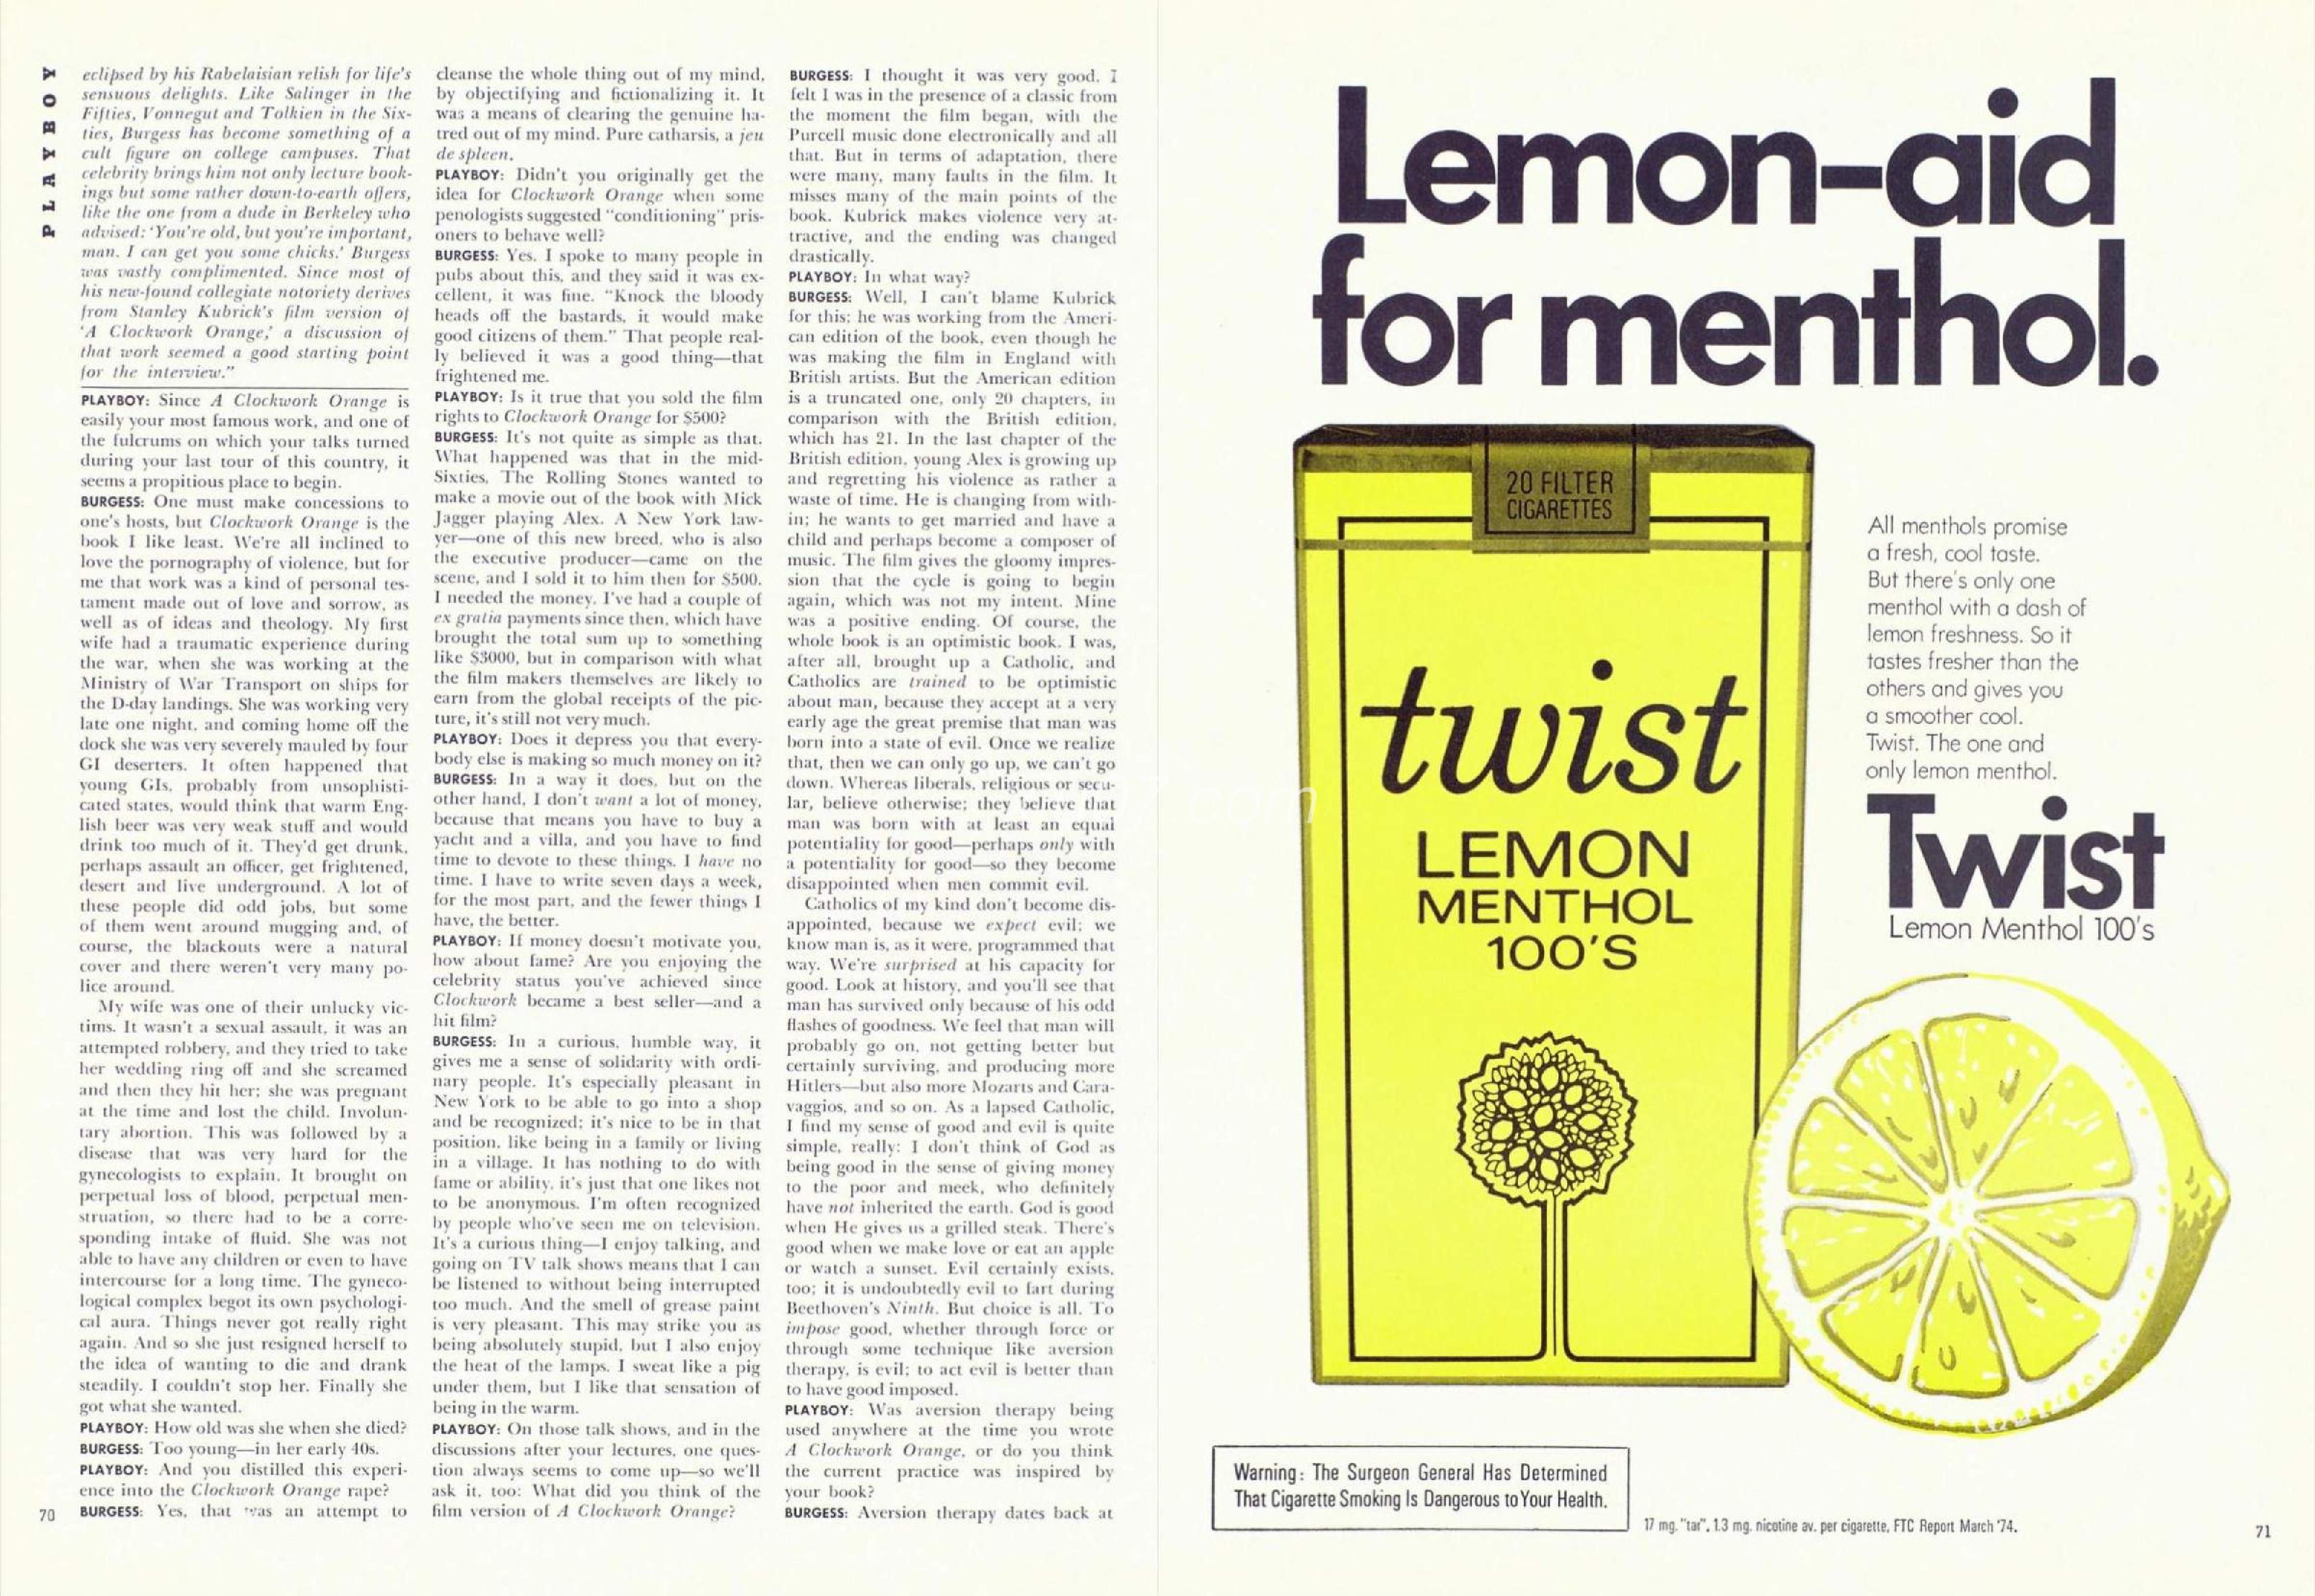 PLAYBOY
eclipsed by his Rabelaisian relish for life's
sensuous delights. Like Salinger in the
Fifties, Vonnegut and Tolkien in the Six-
ties, Burgess has become something of a
cult figure on college campuses. That
celebrity brings him not only lecture book-
ings but some rather down-to-earth offers,
like the one from a dude in Berkeley who
advised: 'You're old, but you're important,
man. I can get you some chicks.' Burgess
was vastly complimented. Since most of
his new-found collegiate notoriety derives
from Stanley Kubrick's film version of
'A Clockwork Orange,' a discussion of
that work seemed a good starting point
for the interview."
PLAYBOY: Since A Clockwork Orange is
easily your most famous work, and one of
the fulcrums on which your talks turned
during your last tour of this country, it
seems a propitious place to begin.
BURGESS: One must make concessions to
one's hosts, but Clockwork Orange is the
book I like least. We're all inclined to
love the pornography of violence, but for
me that work was a kind of personal tes-
tament made out of love and sorrow, as
well as of ideas and theology. My first
wife had a traumatic experience during
the war, when she was working at the
Ministry of War Transport on ships for
the D-day landings. She was working very
late one night, and coming home off the
dock she was very severely mauled by four
GI deserters. It often happened that
young GIs, probably from unsophisti-
cated states, would think that warm Eng-
lish beer was very weak stuff and would
drink too much of it. They'd get drunk,
perhaps assault an officer, get frightened,
desert and live underground. A lot of
these people did odd jobs, but some
of them went around mugging and, of
course, the blackouts were a natural
cover and there weren't very many po-
lice around.
My wife was one of their unlucky vic-
tims. It wasn't a sexual assault, it was an
attempted robbery, and they tried to take
her wedding ring off and she screamed
and then they hit her; she was pregnant
at the time and lost the child. Involun-
tary abortion. This was followed by a
disease that was very hard for the
gynecologists to explain. It brought on
perpetual loss of blood, perpetual men-
struation, so there had to be a corre-
sponding intake of fluid. She was not
able to have any children or even to have
intercourse for a long time. The gyneco-
logical complex begot its own psychologi-
cal aura. Things never got really right
again. And so she just resigned herself to
the idea of wanting to die and drank
steadily. I couldn't stop her. Finally she
got what she wanted.
PLAYBOY: How old was she when she died?
BURGESS: Too young—in her early 40s.
PLAYBOY: And you distilled this experi-
ence into the Clockwork Orange rape?
BURGESS: Yes, that was an attempt to
70
cleanse the whole thing out of my mind,
by objectifying and fictionalizing it. It
was a means of clearing the genuine ha-
tred out of my mind. Pure catharsis, a jeu
de spleen.
PLAYBOY: Didn't you originally get the
idea for Clockwork Orange when some
penologists suggested "conditioning" pris-
oners to behave well?
BURGESS: Yes. I spoke to many people in
pubs about this, and they said it was ex-
cellent, it was fine. "Knock the bloody
heads off the bastards, it would make
good citizens of them." That people real-
ly believed it was a good thing—that
frightened me.
PLAYBOY: Is it true that you sold the film
rights to Clockwork Orange for $500?
BURGESS: It's not quite as simple as that.
What happened was that in the mid-
Sixties, The Rolling Stones wanted to
make a movie out of the book with Mick
Jagger playing Alex. A New York law-
yer—one of this new breed, who is also
the executive producer—came on the
scene, and I sold it to him then for $500.
I needed the money. I've had a couple of
ex gratia payments since then, which have
brought the total sum up to something
like $3000, but in comparison with what
the film makers themselves are likely to
earn from the global receipts of the pic-
ture, it's still not very much.
PLAYBOY: Does it depress you that every-
body else is making so much money on it?
BURGESS: In a way it does, but on the
other hand, I don't want a lot of money,
because that means you have to buy a
yacht and a villa, and you have to find
time to devote to these things. I have no
time. I have to write seven days a week,
for the most part, and the fewer things I
have, the better.
PLAYBOY: If money doesn't motivate you,
how about fame? Are you enjoying the
celebrity status you've achieved since
Clockwork became a best seller—and a
hit film?
BURGESS: In a curious, humble way, it
gives me a sense of solidarity with ordi-
nary people. It's especially pleasant in
New York to be able to go into a shop
and be recognized; it's nice to be in that
position, like being in a family or living
in a village. It has nothing to do with
fame or ability, it's just that one likes not
to be anonymous. I'm often recognized
by people who've seen me on television.
It's a curious thing—I enjoy talking, and
going on TV talk shows means that I can
be listened to without being interrupted
too much. And the smell of grease paint
is very pleasant. This may strike you as
being absolutely stupid, but I also enjoy
the heat of the lamps. I sweat like a pig
under them, but I like that sensation of
being in the warm.
PLAYBOY: On those talk shows, and in the
discussions after your lectures, one ques-
tion always seems to come up—so we'll
ask it, too: What did you think of the
film version of A Clockwork Orange?
BURGESS: I thought it was very good. I
felt I was in the presence of a classic from
the moment the film began, with the
Purcell music done electronically and all
that. But in terms of adaptation, there
were many, many faults in the film. It
misses many of the main points of the
book. Kubrick makes violence very at-
tractive, and the ending was changed
drastically.
PLAYBOY: In what way?
BURGESS: Well, I can't blame Kubrick
for this; he was working from the Ameri-
can edition of the book, even though he
was making the film in England with
British artists. But the American edition
is a truncated one, only 20 chapters, in
comparison with the British edition,
which has 21. In the last chapter of the
British edition, young Alex is growing up
and regretting his violence as rather a
waste of time. He is changing from with-
in; he wants to get married and have a
child and perhaps become a composer of
music. The film gives the gloomy impres-
sion that the cycle is going to begin
again, which was not my intent. Mine
was a positive ending. Of course, the
whole book is an optimistic book. I was,
after all, brought up a Catholic, and
Catholics are trained to be optimistic
about man, because they accept at a very
early age the great premise that man was
born into a state of evil. Once we realize
that, then we can only go up, we can't go
down. Whereas liberals, religious or secu-
lar, believe otherwise; they believe that
man was born with at least an equal
potentiality for good—perhaps only with
a potentiality for good—so they become
disappointed when men commit evil.
Catholics of my kind don't become dis-
appointed, because we expect evil; we
know man is, as it were, programmed that
way. We're surprised at his capacity for
good. Look at history, and you'll see that
man has survived only because of his odd
flashes of goodness. We feel that man will
probably go on, not getting better but
certainly surviving, and producing more
Hitlers—but also more Mozarts and Cara-
vaggios, and so on. As a lapsed Catholic,
I find my sense of good and evil is quite
simple, really: I don't think of God as
being good in the sense of giving money
to the poor and meek, who definitely
have not inherited the earth. God is good
when He gives us a grilled steak. There's
good when we make love or eat an apple
or watch a sunset. Evil certainly exists,
too; it is undoubtedly evil to fart during
Beethoven's Ninth. But choice is all. To
impose good, whether through force or
through some technique like aversion
therapy, is evil; to act evil is better than
to have good imposed.
PLAYBOY: Was aversion therapy being
used anywhere at the time you wrote
A Clockwork Orange, or do you think
the current practice was inspired by
your book?
BURGESS: Aversion therapy dates back at
Lemon-aid
for menthol.
20 FILTER
CIGARETTES
twist
LEMON
MENTHOL
100'S
All menthols promise
a fresh, cool taste.
But there's only one
menthol with a dash of
lemon freshness. So it
tastes fresher than the
others and gives you
a smoother cool.
Twist. The one and
only lemon menthol.
Twist
Lemon Menthol 100's
Warning: The Surgeon General Has Determined
That Cigarette Smoking Is Dangerous to Your Health.
17 mg. "tar", 1.3 mg. nicotine av. per cigarette, FTC Report March '74.
71